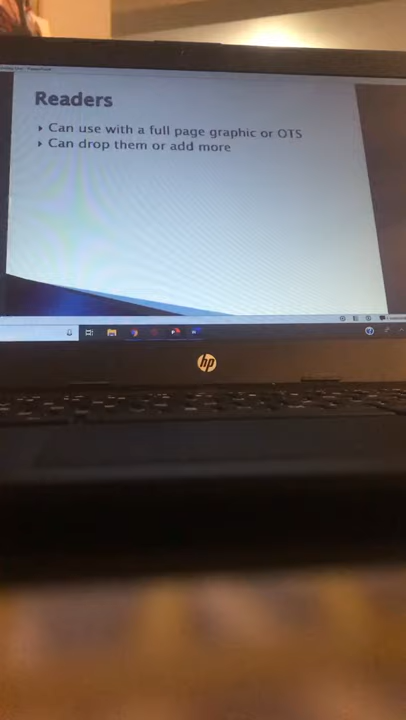 Readers
Can use with a full page graphic or OTS
Can drop them or add more
hp